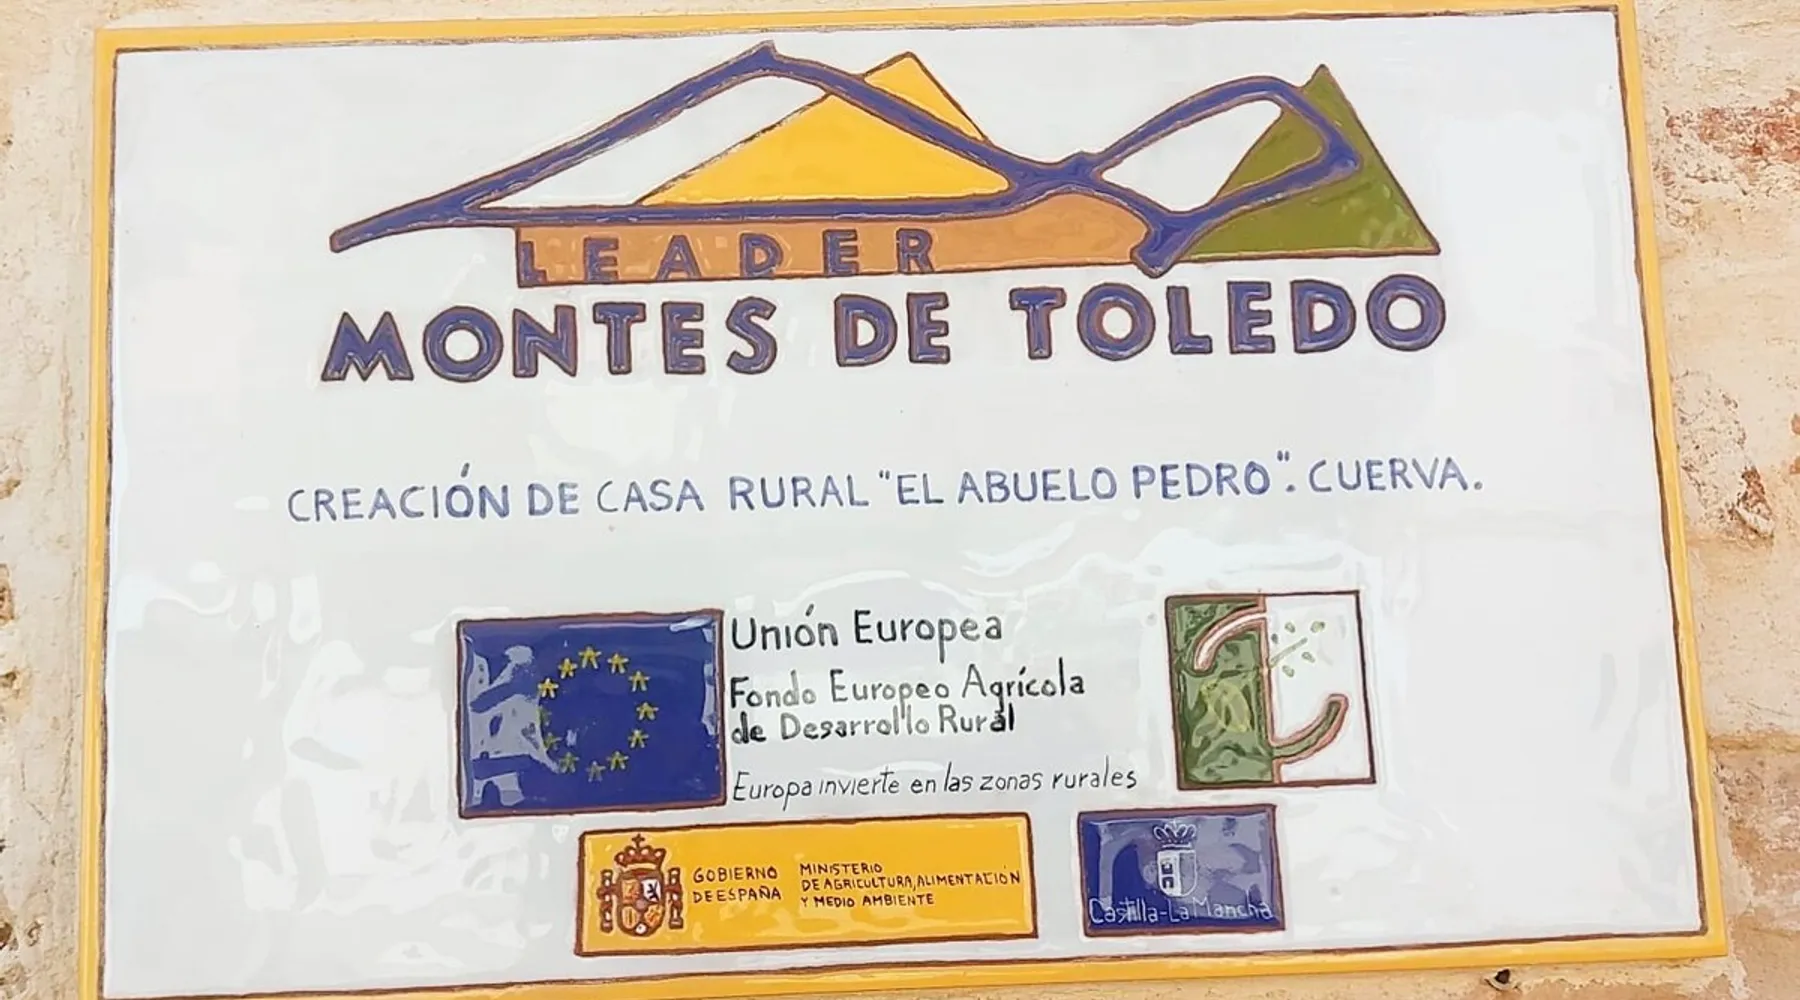 LEADER
MONTES DE TOLEDO
CREACIÓN DE CASA RURAL "EL ABUELO PEDRO". CUERVA.
Unión Europea
Fondo Europeo Agrícola
de Desarrollo Rural
Europa invierte en las zonas rurales
GOBIERNO
DE ESPAÑA
MINISTERIO
DE AGRICULTURA, ALIMENTACIÓN
Y MEDIO AMBIENTE
Castilla-La Mancha